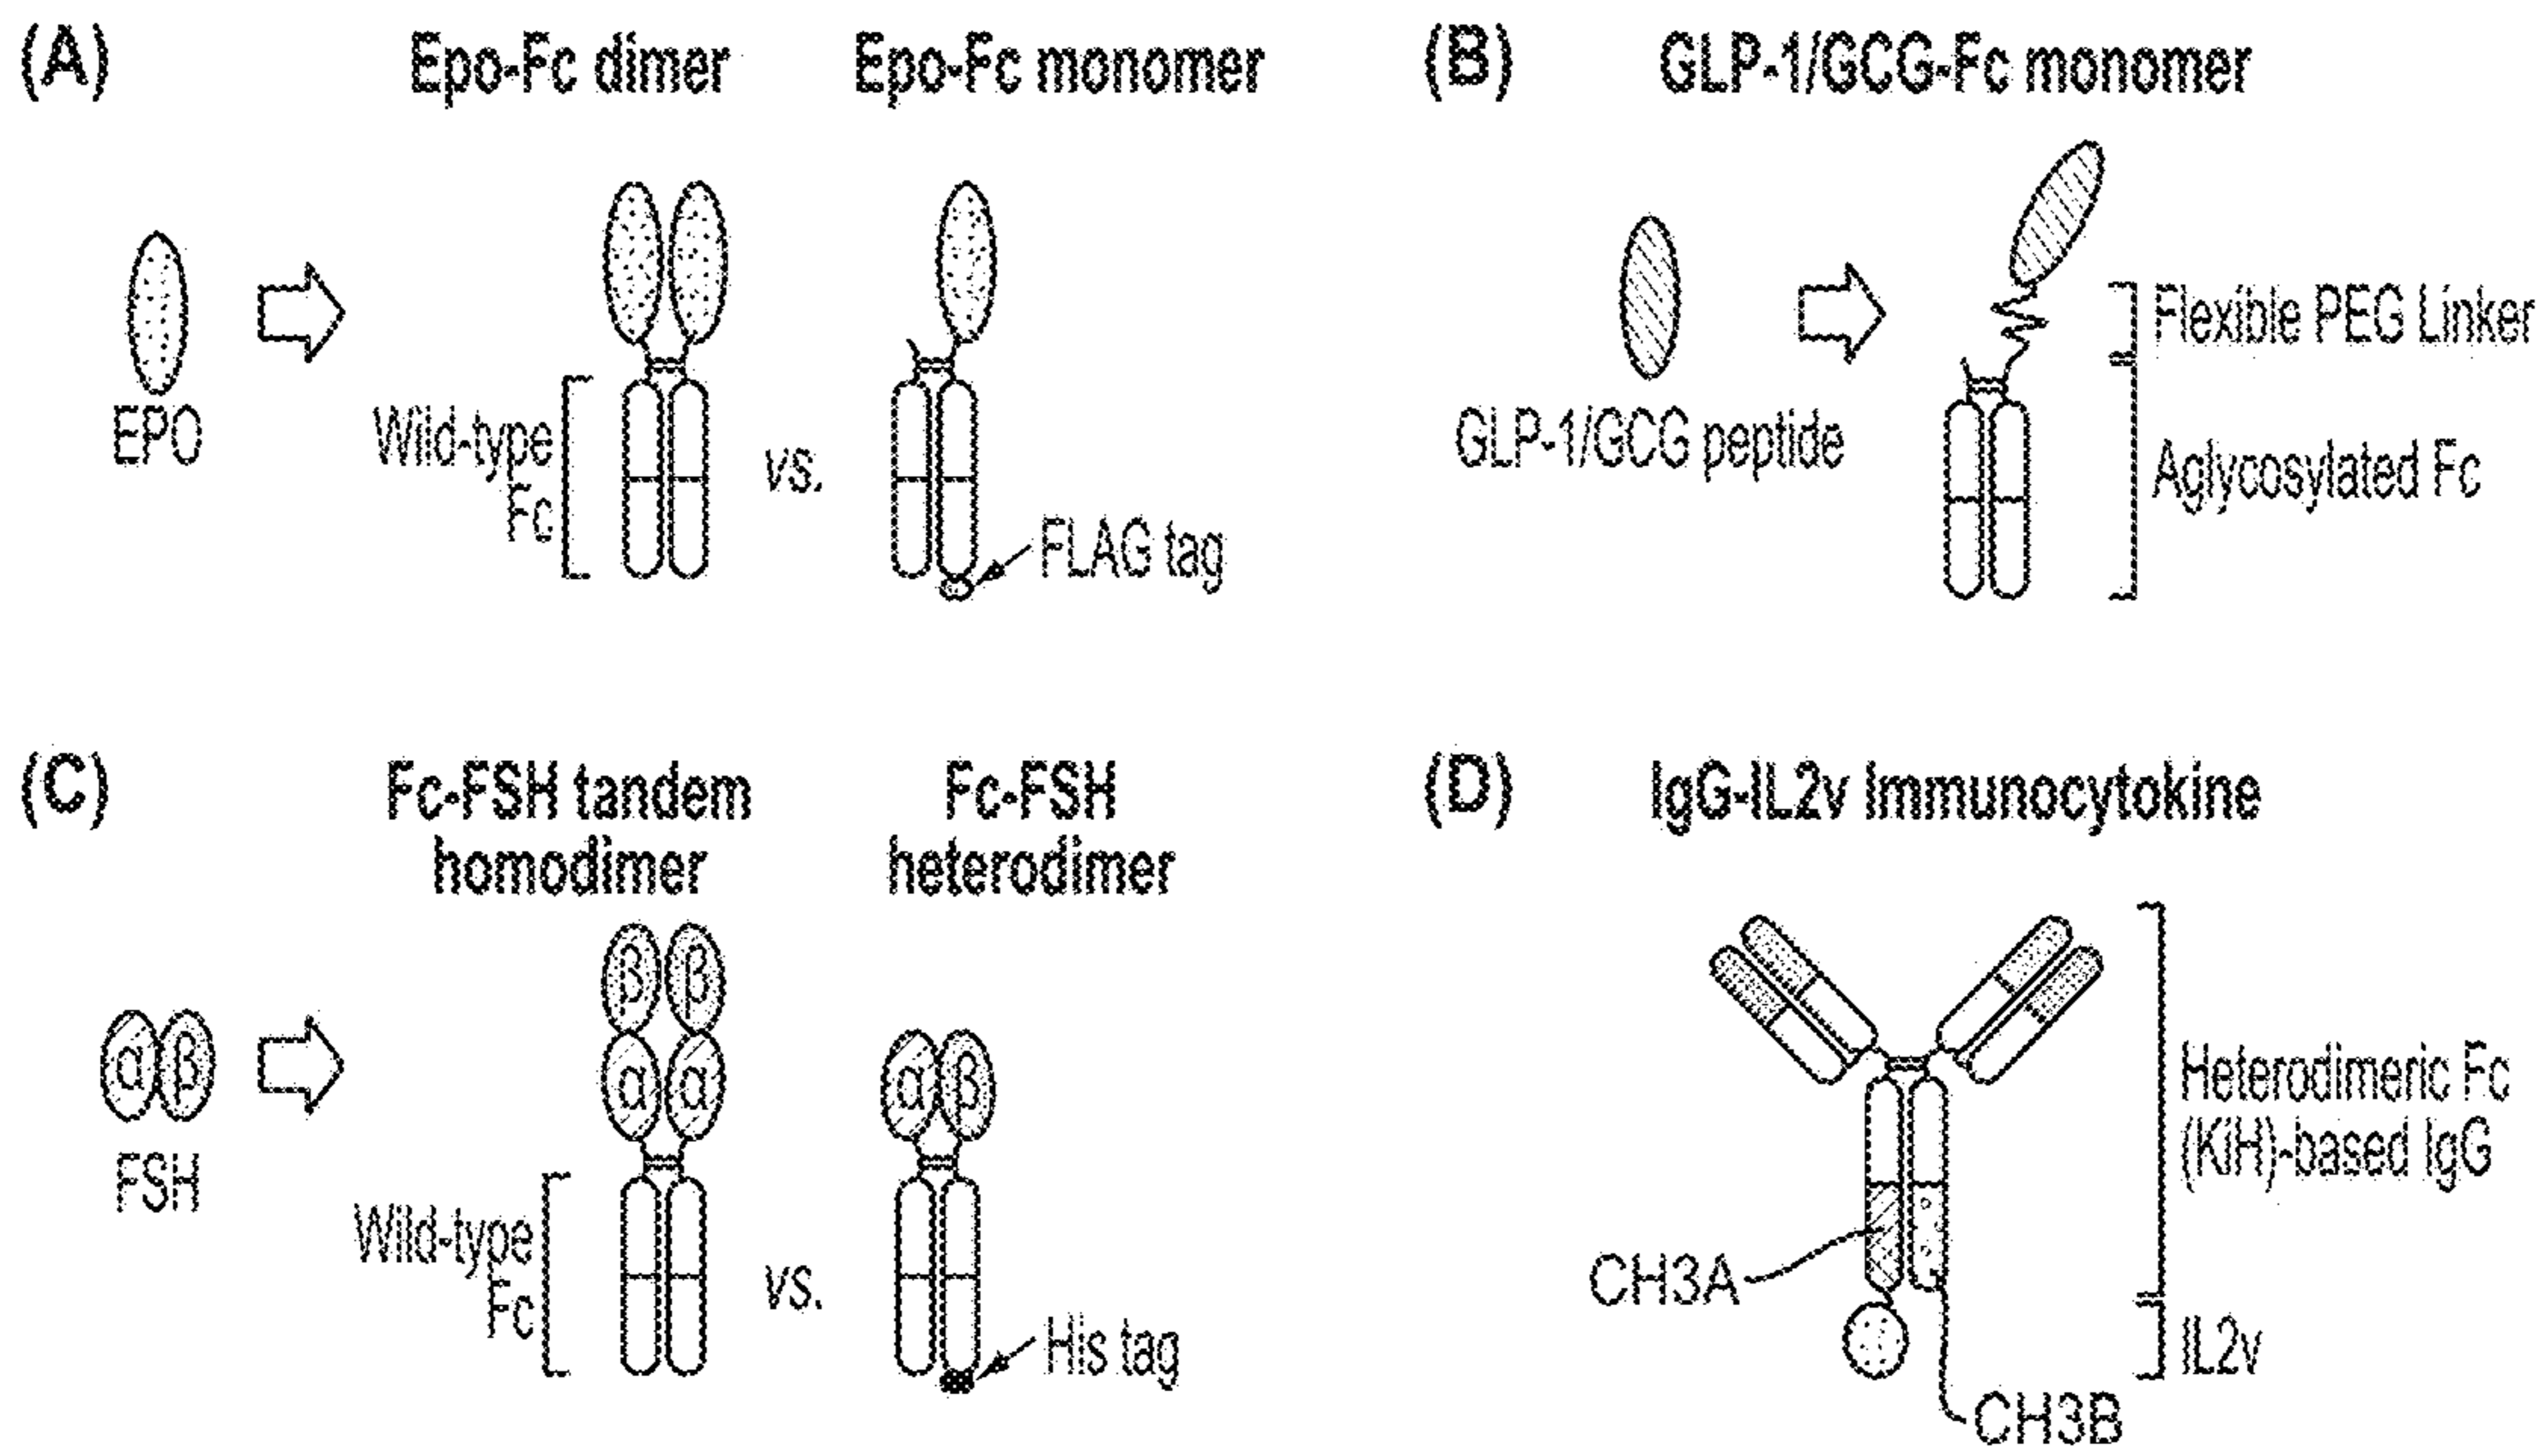 (A)
Epo-Fc dimer
Epo-Fc monomer
EPO
Wild-type
Fc
vs.
FLAG tag
(B)
GLP-1/GCG-Fc monomer
GLP-1/GCG peptide
Flexible PEG Linker
Aglycosylated Fc
(C)
Fc-FSH tandem
homodimer
Fc-FSH
heterodimer
α β
FSH
β β
α α
α β
Wild-type
Fc
vs.
His tag
(D)
IgG-IL2v Immunocytokine
Heterodimeric Fc
(KiH)-based IgG
CH3A
IL2v
CH3B